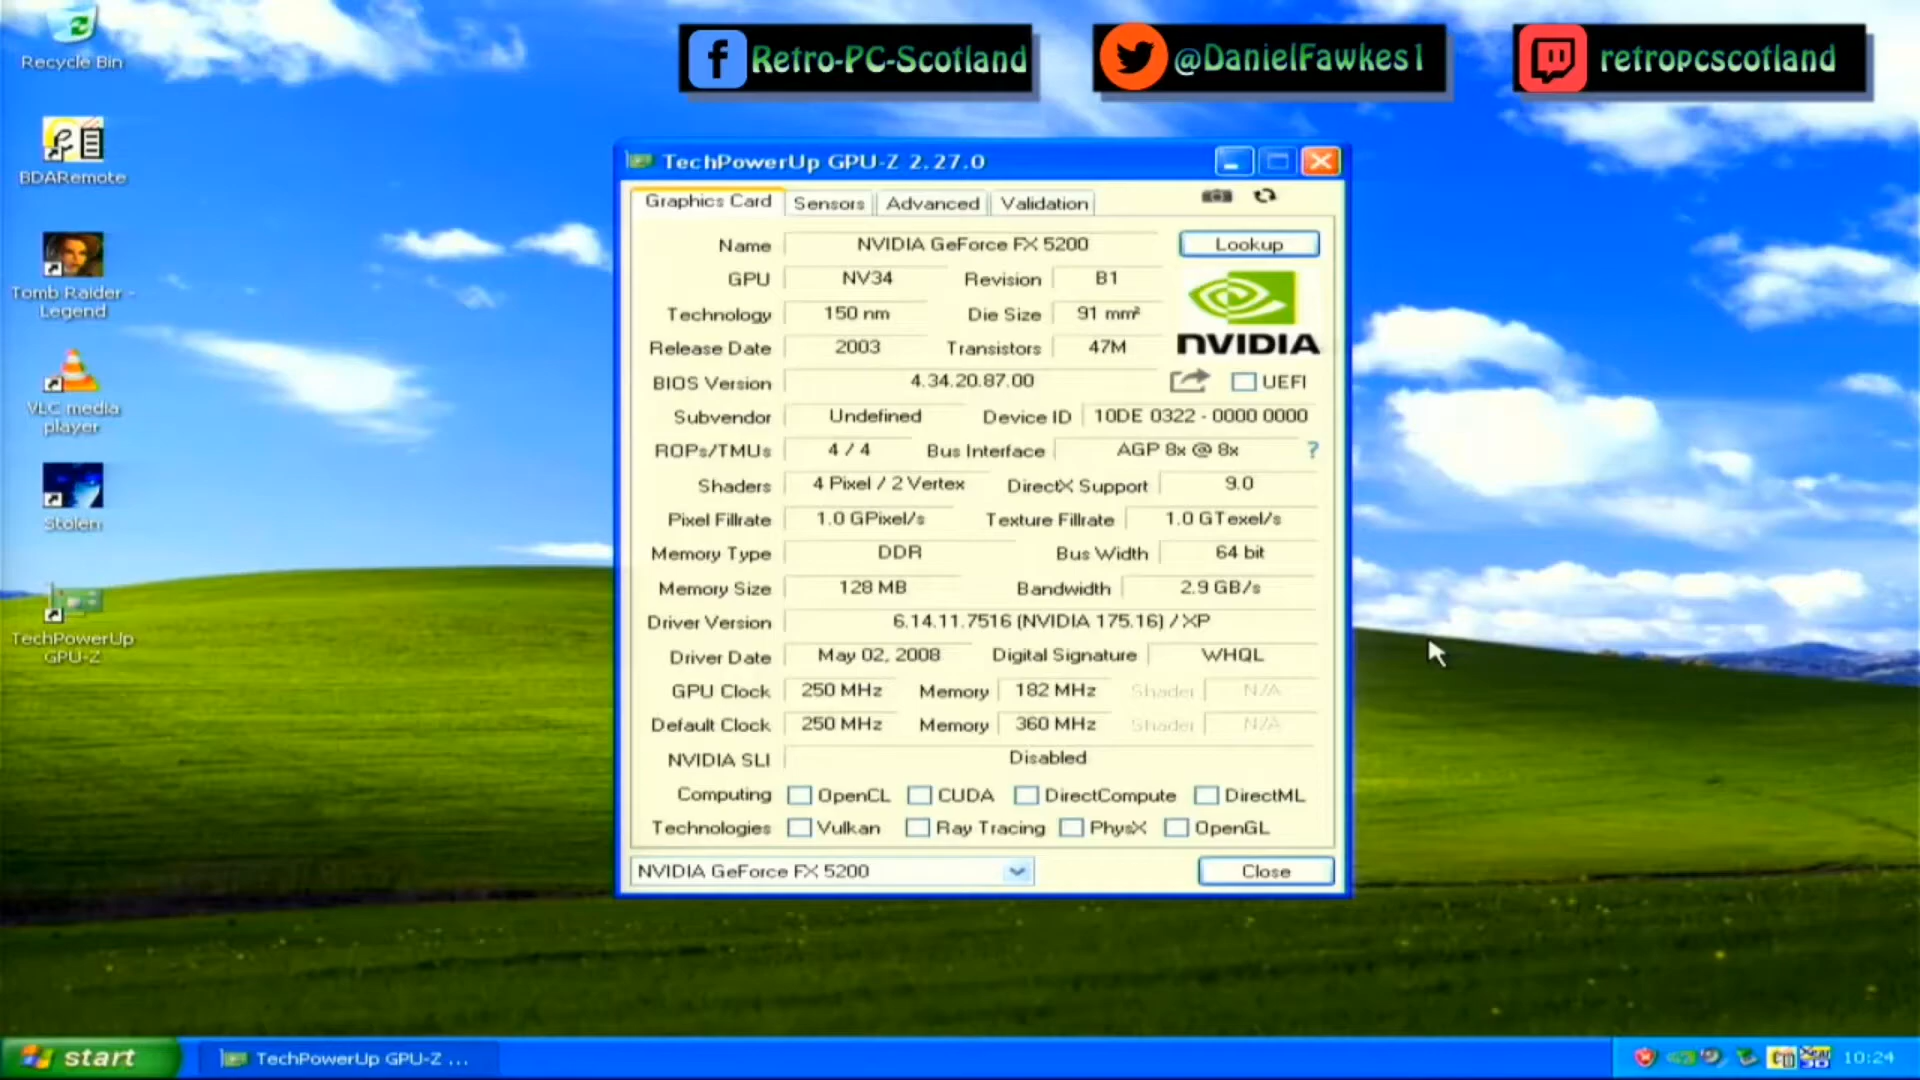 Retro-PC-Scotland
@DanielFawkes1
retropcscotland
Recycle Bin
BDARemote
Tomb Raider -
Legend
VLC media
player
Stolen
TechPowerUp
GPU-Z
TechPowerUp GPU-Z 2.27.0
Graphics Card Sensors Advanced Validation
Name NVIDIA GeForce FX 5200 Lookup
GPU NV34 Revision B1
Technology 150 nm Die Size 91 mm²
Release Date 2003 Transistors 47M
NVIDIA
BIOS Version 4.34.20.87.00 UEFI
Subvendor Undefined Device ID 10DE 0322 - 0000 0000
ROPs/TMUs 4 / 4 Bus Interface AGP 8x @ 8x ?
Shaders 4 Pixel / 2 Vertex DirectX Support 9.0
Pixel Fillrate 1.0 GPixel/s Texture Fillrate 1.0 GTexel/s
Memory Type DDR Bus Width 64 bit
Memory Size 128 MB Bandwidth 2.9 GB/s
Driver Version 6.14.11.7516 (NVIDIA 175.16) / XP
Driver Date May 02, 2008 Digital Signature WHQL
GPU Clock 250 MHz Memory 182 MHz Shader N/A
Default Clock 250 MHz Memory 360 MHz Shader N/A
NVIDIA SLI Disabled
Computing OpenCL CUDA DirectCompute DirectML
Technologies Vulkan Ray Tracing PhysX OpenGL
NVIDIA GeForce FX 5200 Close
start TechPowerUp GPU-Z ... 10:24